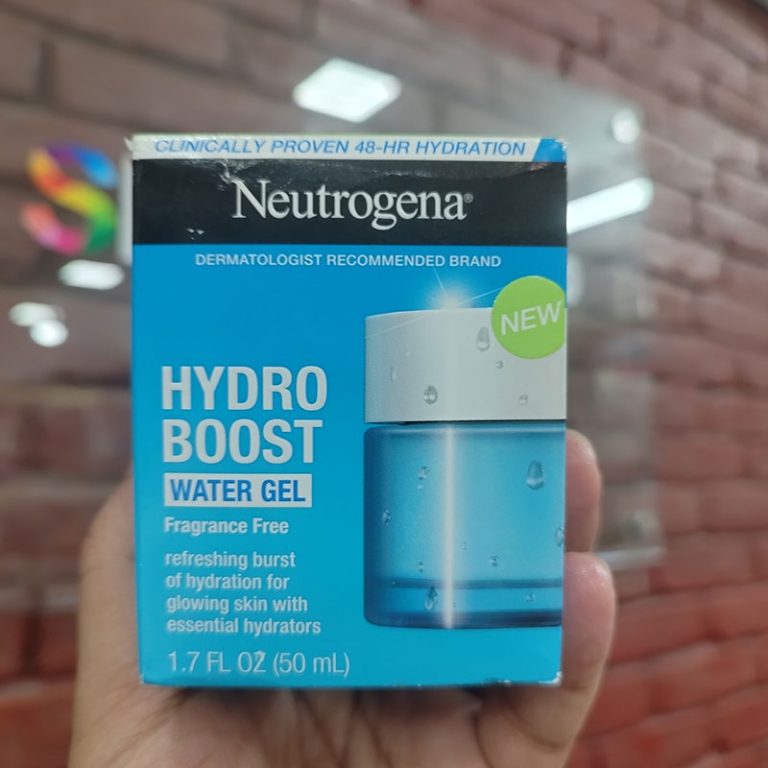 CLINICALLY PROVEN 48-HR HYDRATION
Neutrogena®
DERMATOLOGIST RECOMMENDED BRAND
NEW
HYDRO
BOOST
WATER GEL
Fragrance Free
refreshing burst
of hydration for
glowing skin with
essential hydrators
1.7 FL OZ (50 mL)
S